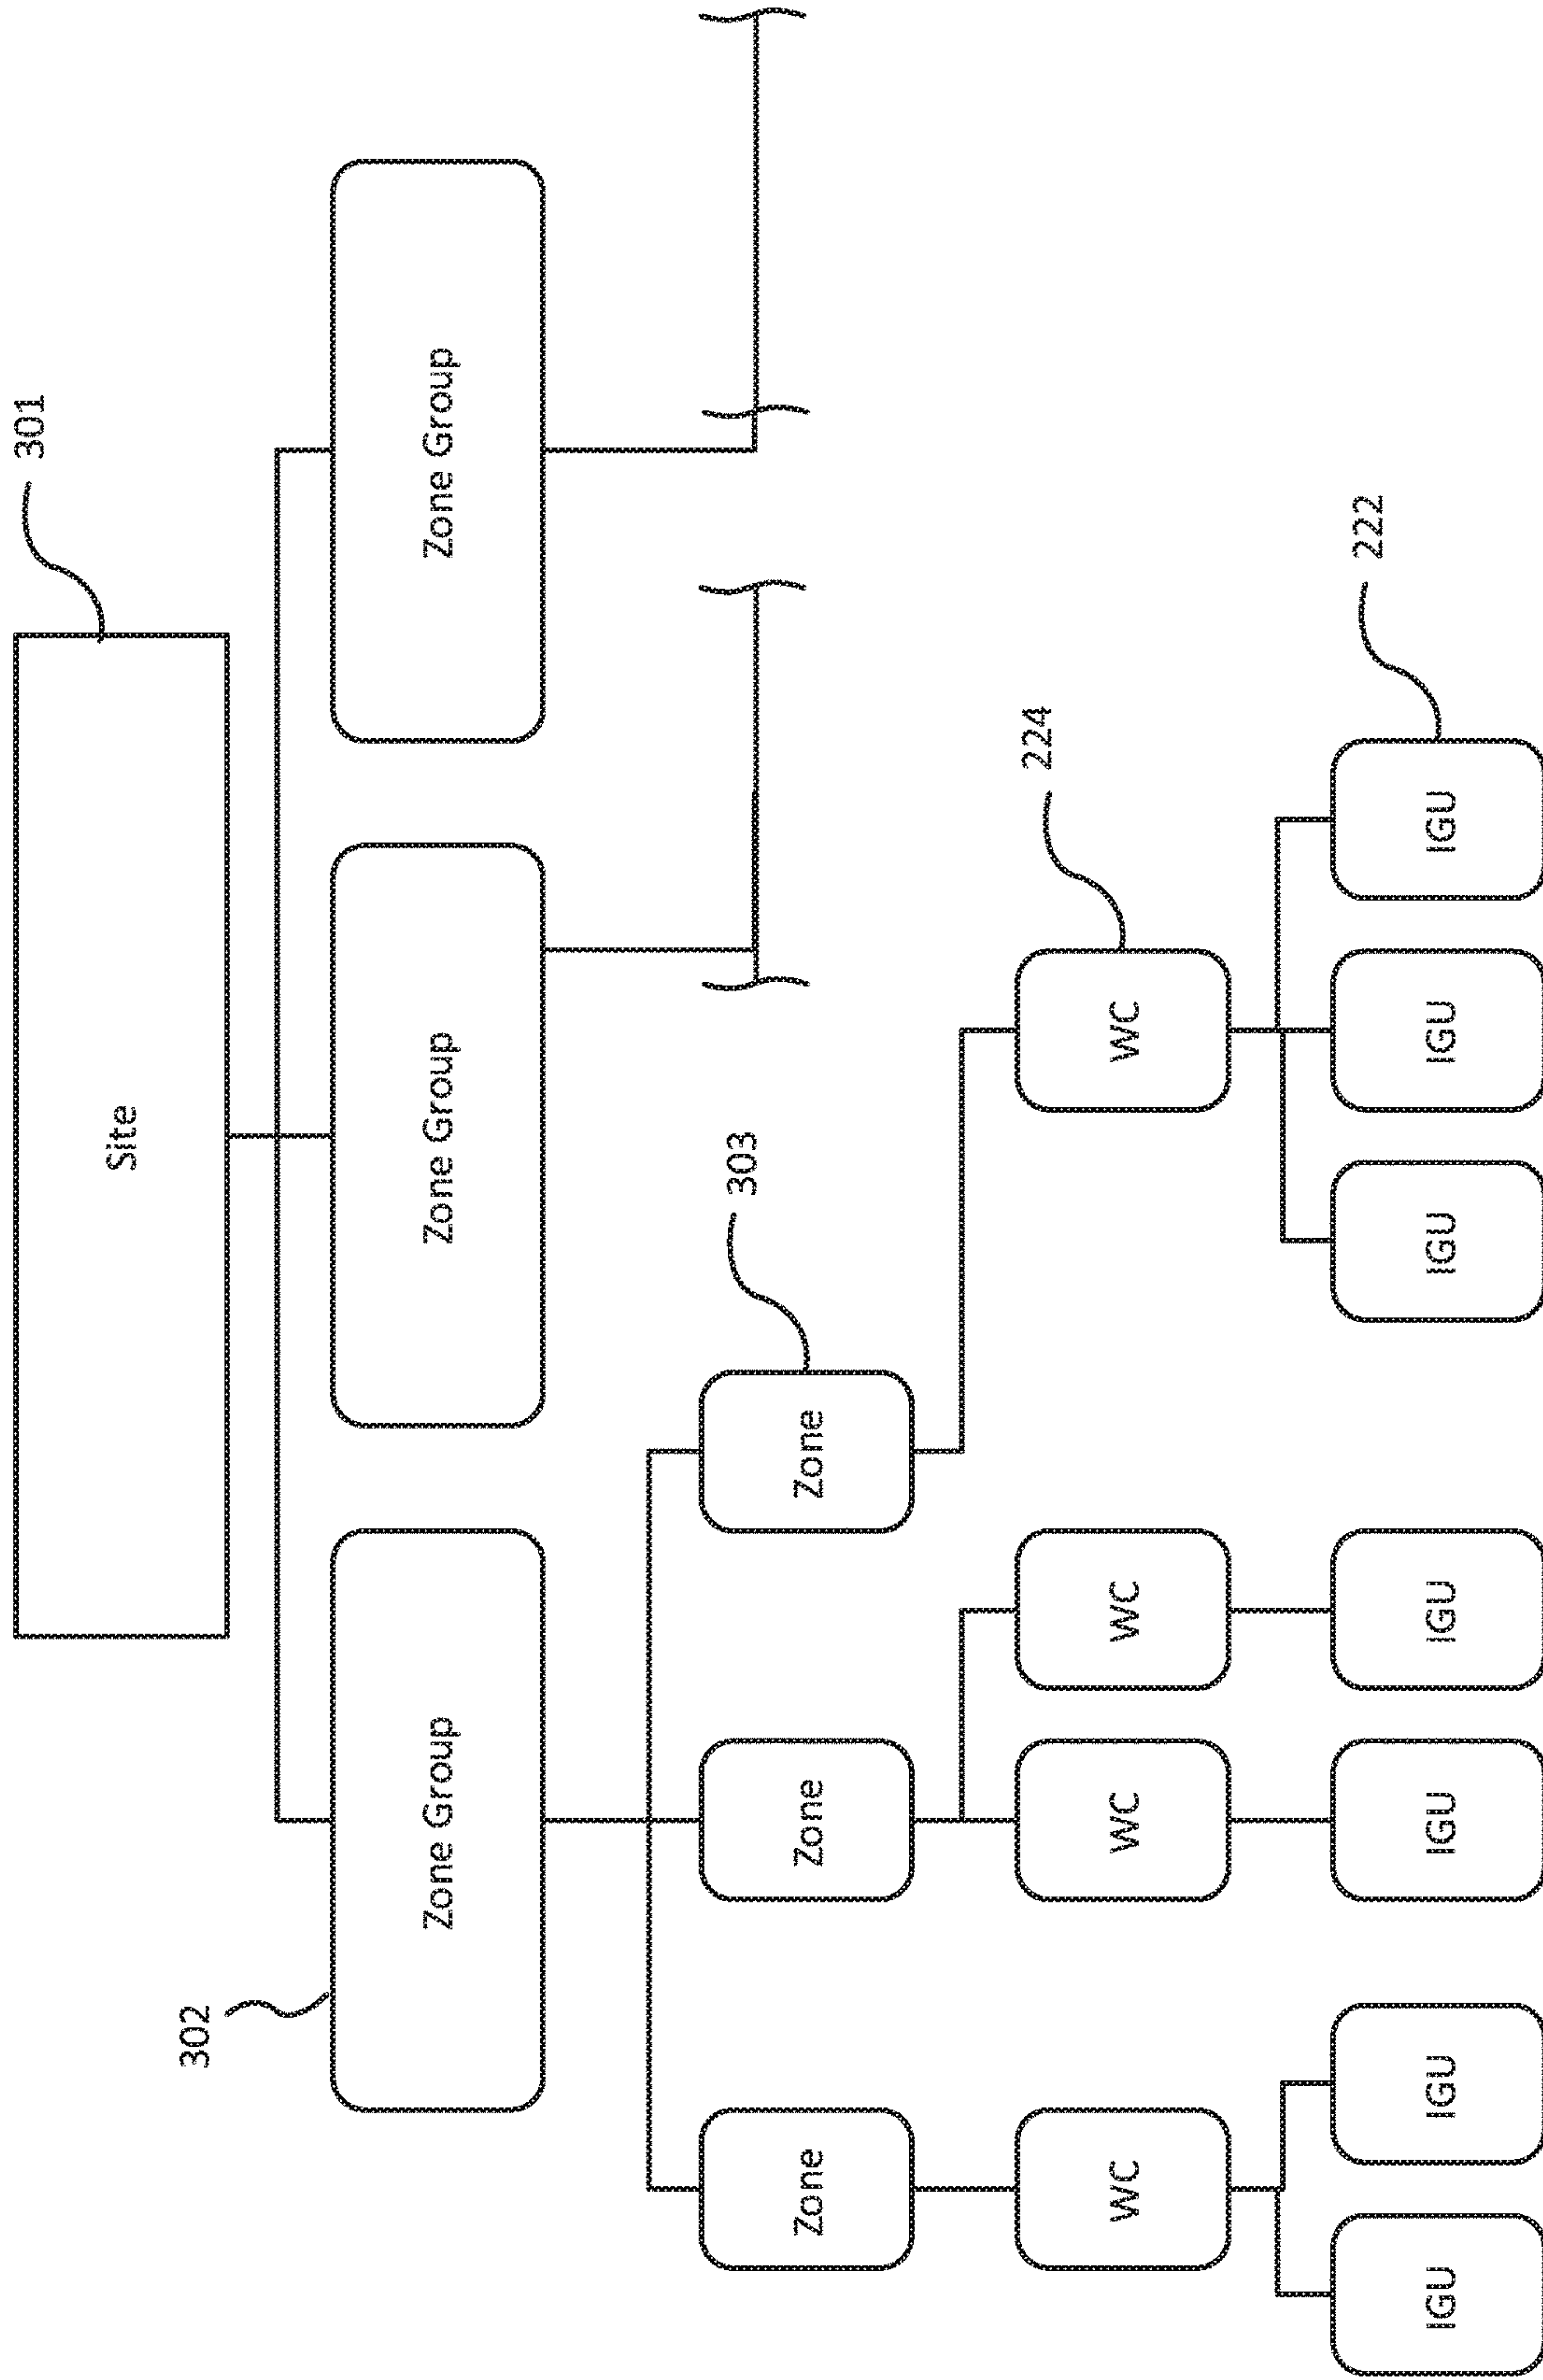 Site
301
302
Zone Group
Zone Group
Zone Group
Zone
Zone
Zone
303
WC
WC
WC
WC
224
IGU
IGU
IGU
IGU
IGU
IGU
IGU
222